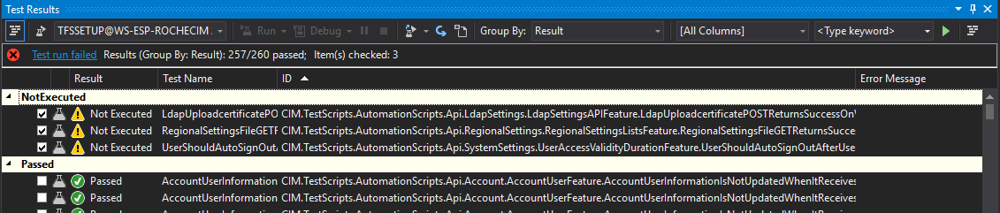 Test Results
TFSSETUP@WS-ESP-ROCHECIM Run Debug Group By: Result [All Columns] <Type keyword>
Test run failed Results (Group By: Result): 257/260 passed; Item(s) checked: 3
Result Test Name ID Error Message
NotExecuted
Not Executed LdapUploadcertificatePO CIM.TestScripts.AutomationScripts.Api.LdapSettings.LdapSettingsAPIFeature.LdapUploadcertificatePOSTReturnsSuccessOn
Not Executed RegionalSettingsFileGETF CIM.TestScripts.AutomationScripts.Api.RegionalSettings.RegionalSettingsListsFeature.RegionalSettingsFileGETReturnsSucce
Not Executed UserShouldAutoSignOut CIM.TestScripts.AutomationScripts.Api.SystemSettings.UserAccessValidityDurationFeature.UserShouldAutoSignOutAfterUse
Passed
Passed AccountUserInformation CIM.TestScripts.AutomationScripts.Api.Account.AccountUserFeature.AccountUserInformationIsNotUpdatedWhenItReceives
Passed AccountUserInformation CIM.TestScripts.AutomationScripts.Api.Account.AccountUserFeature.AccountUserInformationIsNotUpdatedWhenItReceives